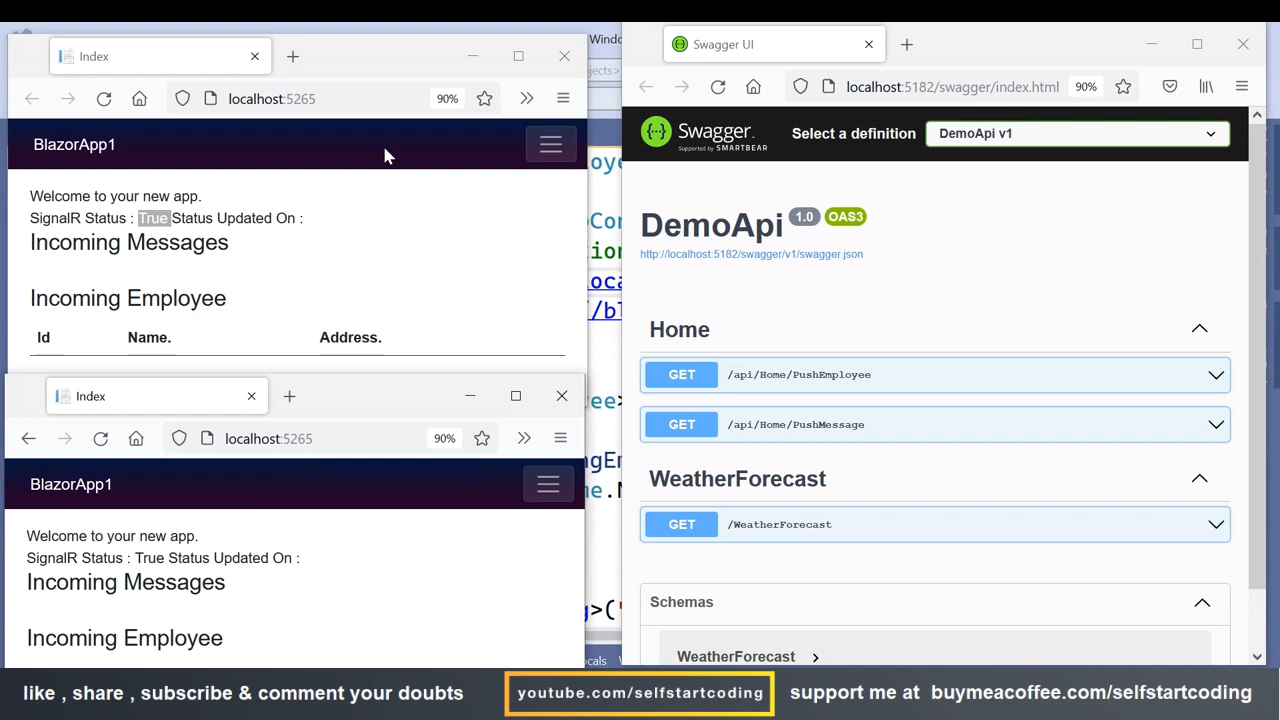 Index
localhost:5265
90%
BlazorApp1
Welcome to your new app.
SignalR Status : True Status Updated On :
Incoming Messages
Incoming Employee
Id Name. Address.
Index
localhost:5265
90%
BlazorApp1
Welcome to your new app.
SignalR Status : True Status Updated On :
Incoming Messages
Incoming Employee
Swagger UI
localhost:5182/swagger/index.html
90%
Swagger.
Supported by SMARTBEAR
Select a definition
DemoApi v1
DemoApi 1.0 OAS3
http://localhost:5182/swagger/v1/swagger.json
Home
GET /api/Home/PushEmployee
GET /api/Home/PushMessage
WeatherForecast
GET /WeatherForecast
Schemas
WeatherForecast
like , share , subscribe & comment your doubts
youtube.com/selfstartcoding
support me at buymeacoffee.com/selfstartcoding